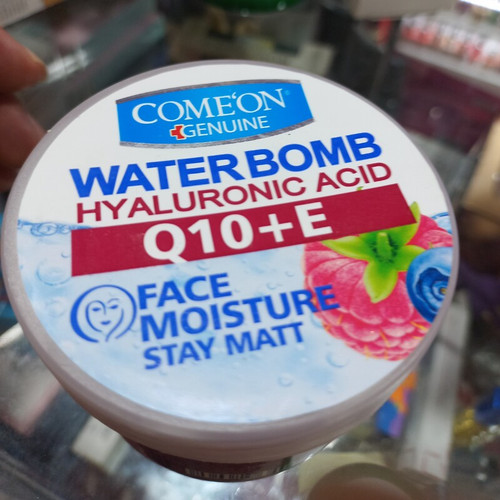 COME'ON®
GENUINE
WATER BOMB
HYALURONIC ACID
Q10+E
FACE
MOISTURE
STAY MATT